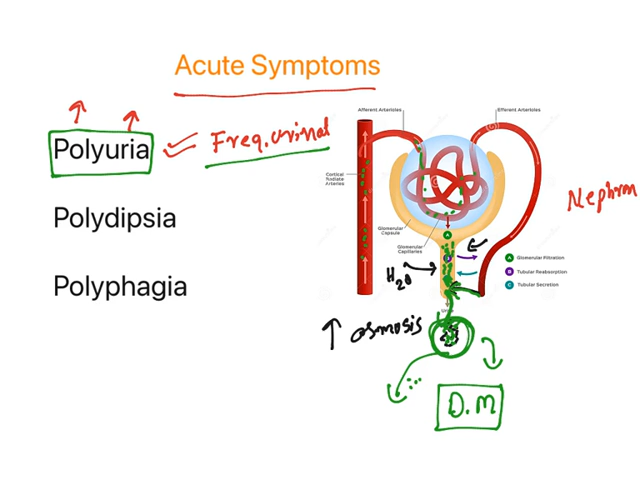 Acute Symptoms
Polyuria
Freq. urinal
Polydipsia
Polyphagia
Afferent Arterioles
Efferent Arterioles
Cortical
Radiate
Arteries
Glomerular
Capsule
Glomerular
Capillaries
A Glomerular Filtration
B Tubular Reabsorption
C Tubular Secretion
H2O
↑ osmosis
D.M